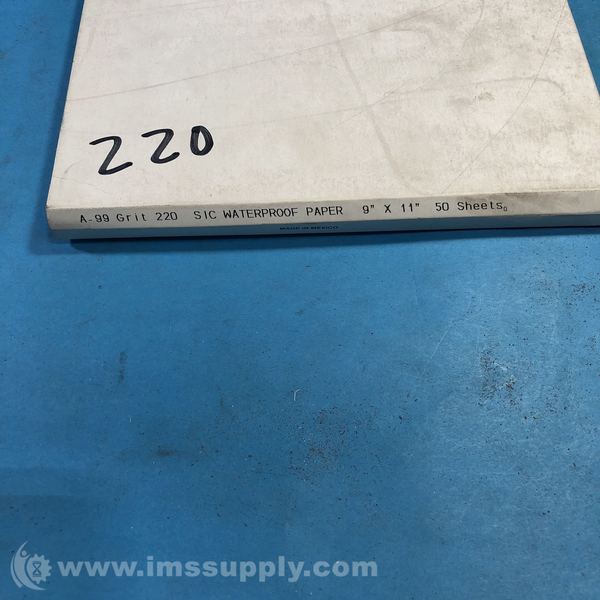 220
A-99 Grit 220 SIC WATERPROOF PAPER 9" X 11" 50 Sheets
MADE IN MEXICO
www.imssupply.com